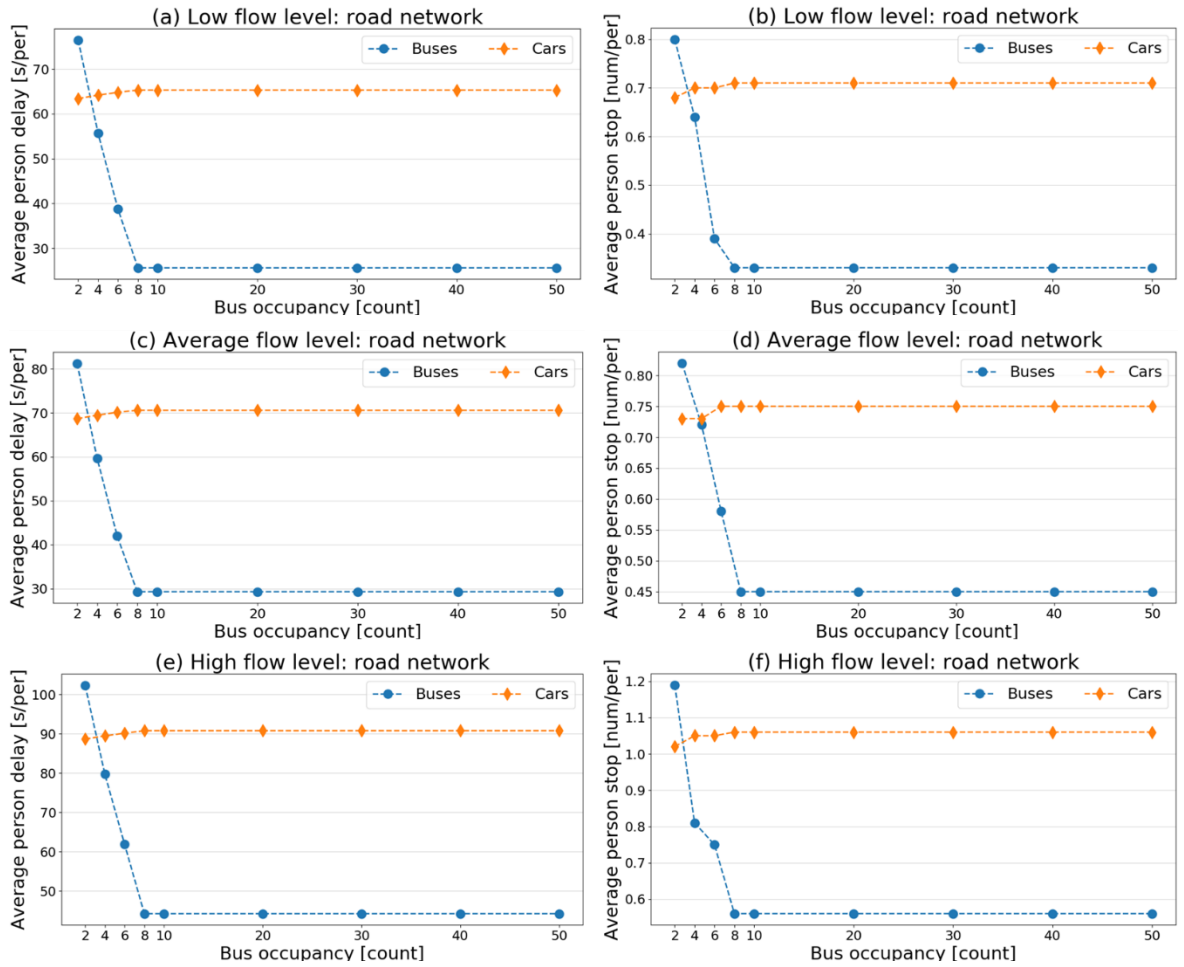 (a) Low flow level: road network
Average person delay [s/per]
70
60
50
40
30
Buses
Cars
2 4 6 8 10 20 30 40 50
Bus occupancy [count]
(b) Low flow level: road network
Average person stop [num/per]
0.8
0.7
0.6
0.5
0.4
Buses
Cars
2 4 6 8 10 20 30 40 50
Bus occupancy [count]
(c) Average flow level: road network
Average person delay [s/per]
80
70
60
50
40
30
Buses
Cars
2 4 6 8 10 20 30 40 50
Bus occupancy [count]
(d) Average flow level: road network
Average person stop [num/per]
0.80
0.75
0.70
0.65
0.60
0.55
0.50
0.45
Buses
Cars
2 4 6 8 10 20 30 40 50
Bus occupancy [count]
(e) High flow level: road network
Average person delay [s/per]
100
90
80
70
60
50
Buses
Cars
2 4 6 8 10 20 30 40 50
Bus occupancy [count]
(f) High flow level: road network
Average person stop [num/per]
1.2
1.1
1.0
0.9
0.8
0.7
0.6
Buses
Cars
2 4 6 8 10 20 30 40 50
Bus occupancy [count]